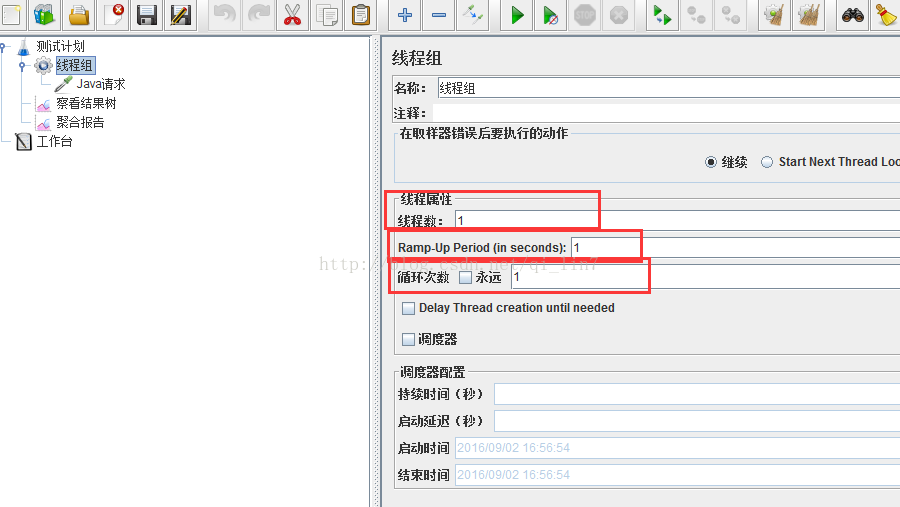 STOP
测试计划
线程组
Java请求
察看结果树
聚合报告
工作台
线程组
名称： 线程组
注释：
在取样器错误后要执行的动作
继续 Start Next Thread Loo
线程属性
线程数： 1
Ramp-Up Period (in seconds): 1
http://blog.csdn.net/qi_lin7
循环次数 永远 1
Delay Thread creation until needed
调度器
调度器配置
持续时间（秒）
启动延迟（秒）
启动时间 2016/09/02 16:56:54
结束时间 2016/09/02 16:56:54